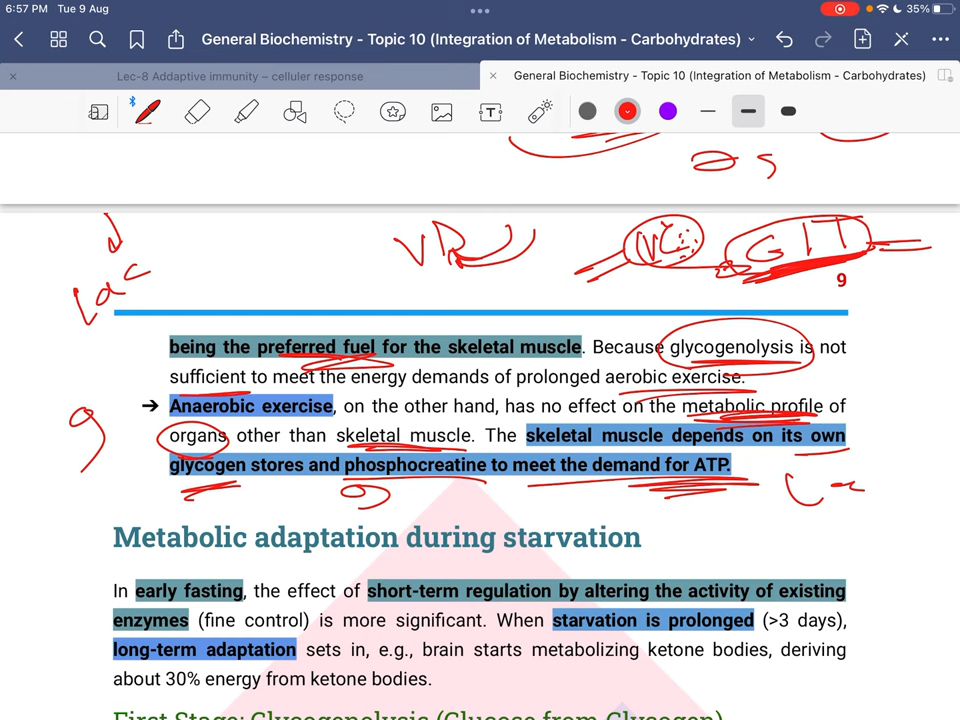 6:57 PM Tue 9 Aug
35%
General Biochemistry - Topic 10 (Integration of Metabolism - Carbohydrates)
Lec-8 Addaptive immunity – celluler response
General Biochemistry - Topic 10 (Integration of Metabolism - Carbohydrates)
VR
GIT
Lac
9
being the preferred fuel for the skeletal muscle. Because glycogenolysis is not
sufficient to meet the energy demands of prolonged aerobic exercise.
➔ Anaerobic exercise, on the other hand, has no effect on the metabolic profile of
organs other than skeletal muscle. The skeletal muscle depends on its own
glycogen stores and phosphocreatine to meet the demand for ATP.
Metabolic adaptation during starvation
In early fasting, the effect of short-term regulation by altering the activity of existing
enzymes (fine control) is more significant. When starvation is prolonged (>3 days),
long-term adaptation sets in, e.g., brain starts metabolizing ketone bodies, deriving
about 30% energy from ketone bodies.
First Stage: Glycogenolysis (Glucose from Glycogen)